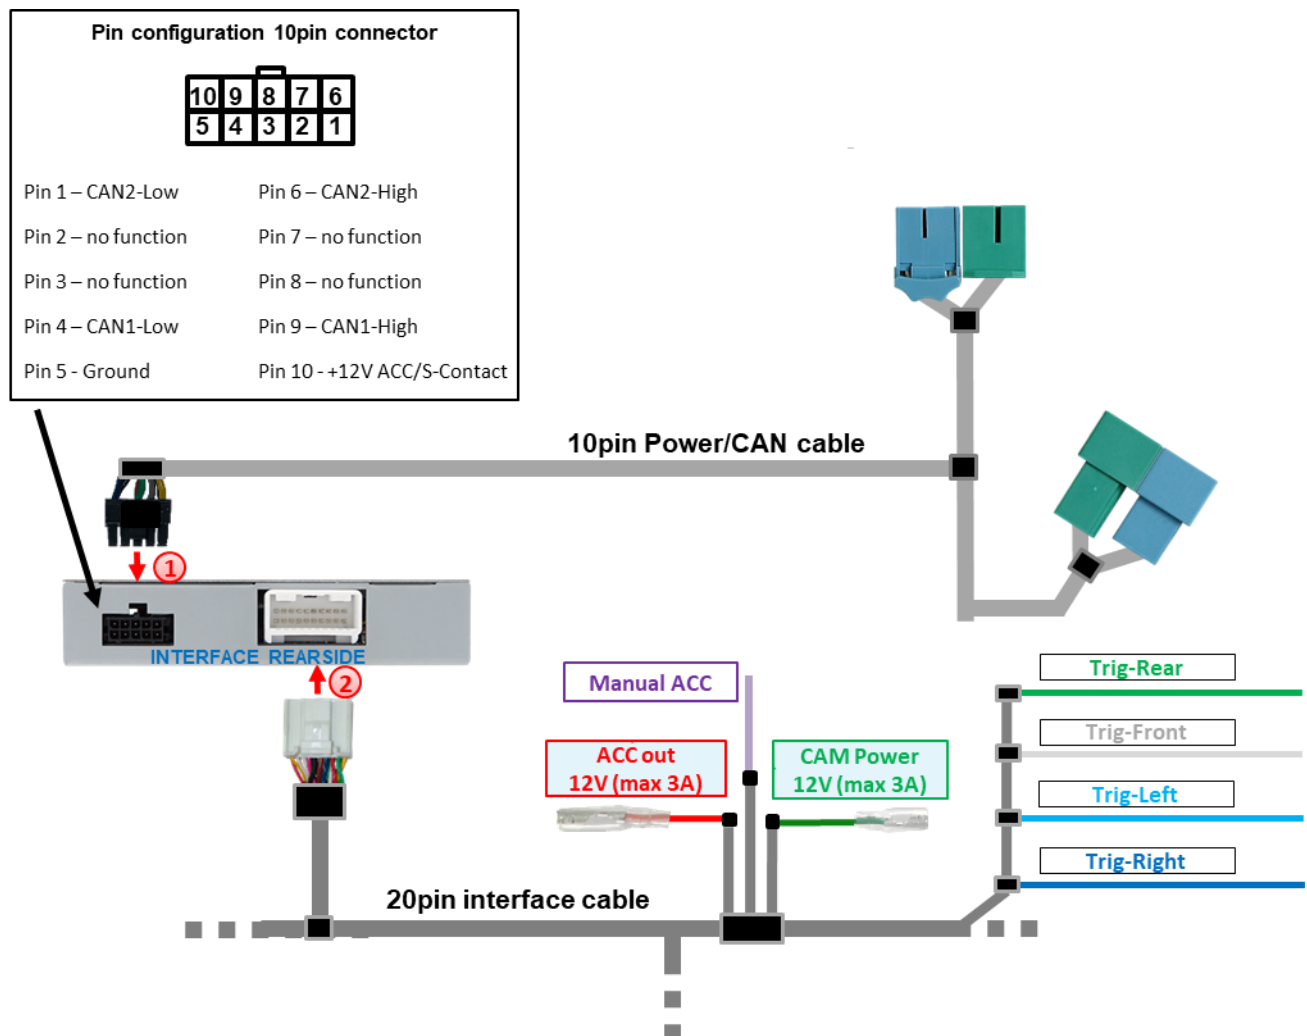 Pin configuration 10pin connector
10 9 8 7 6
5 4 3 2 1
Pin 1 – CAN2-Low
Pin 6 – CAN2-High
Pin 2 – no function
Pin 7 – no function
Pin 3 – no function
Pin 8 – no function
Pin 4 – CAN1-Low
Pin 9 – CAN1-High
Pin 5 - Ground
Pin 10 - +12V ACC/S-Contact
10pin Power/CAN cable
1
INTERFACE REARSIDE
2
Manual ACC
ACC out
12V (max 3A)
CAM Power
12V (max 3A)
Trig-Rear
Trig-Front
Trig-Left
Trig-Right
20pin interface cable